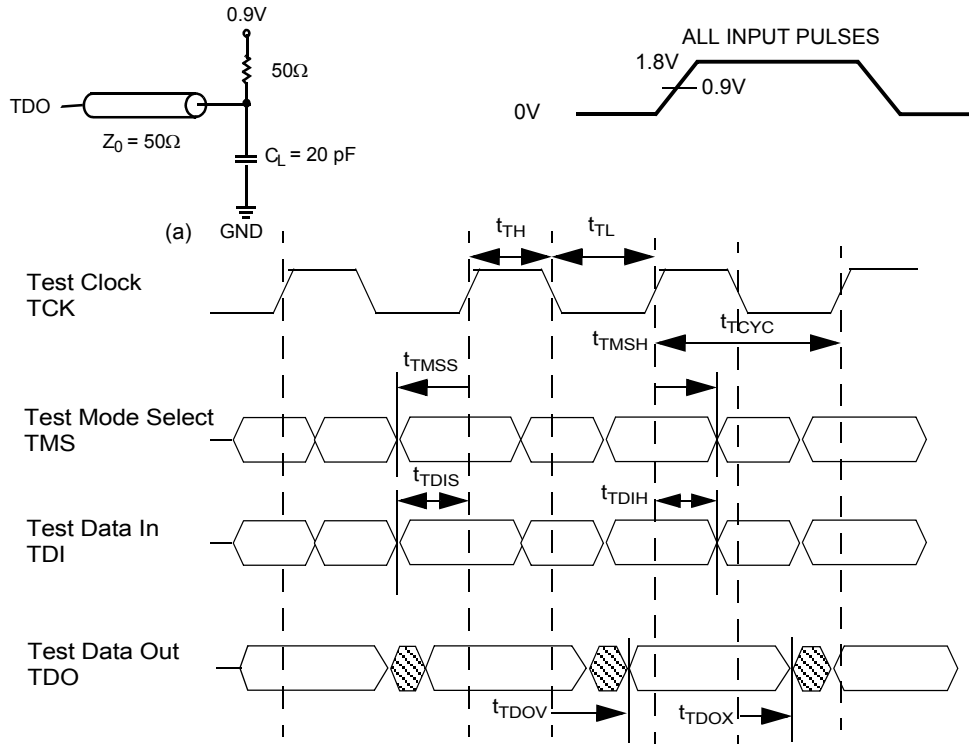 0.9V
50Ω
TDO
Z0 = 50Ω
CL = 20 pF
(a)
GND
ALL INPUT PULSES
1.8V
0.9V
0V
tTH
tTL
Test Clock
TCK
tTCYC
tTMSH
tTMSS
Test Mode Select
TMS
tTDIS
tTDIH
Test Data In
TDI
Test Data Out
TDO
tTDOV
tTDOX